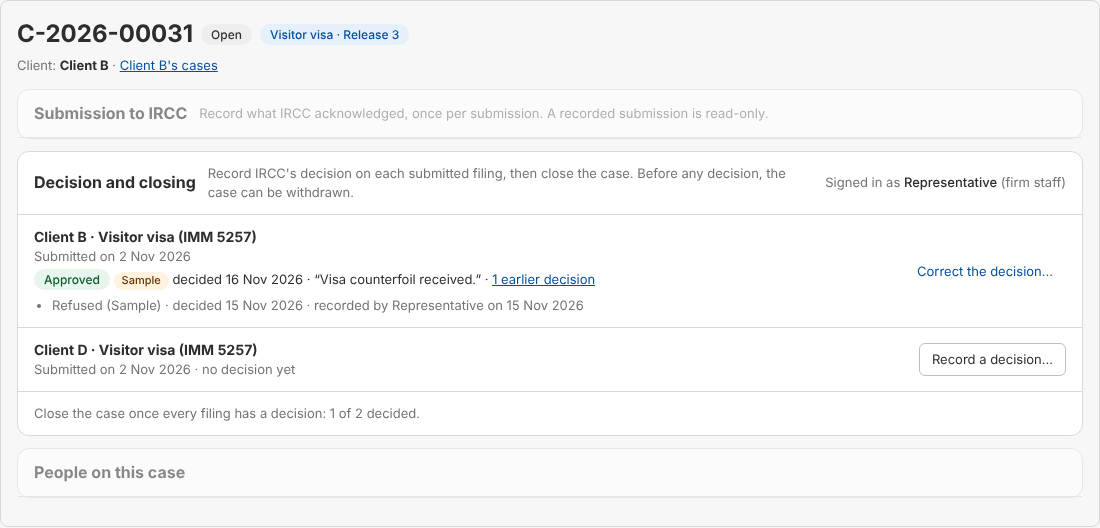 C-2026-00031 Open Visitor visa · Release 3
Client: Client B · Client B's cases
Submission to IRCC Record what IRCC acknowledged, once per submission. A recorded submission is read-only.
Decision and closing
Record IRCC's decision on each submitted filing, then close the case. Before any decision, the
case can be withdrawn.
Signed in as Representative (firm staff)
Client B · Visitor visa (IMM 5257)
Submitted on 2 Nov 2026
Approved Sample decided 16 Nov 2026 · “Visa counterfoil received.” · 1 earlier decision
Correct the decision...
• Refused (Sample) · decided 15 Nov 2026 · recorded by Representative on 15 Nov 2026
Client D · Visitor visa (IMM 5257)
Submitted on 2 Nov 2026 · no decision yet
Record a decision...
Close the case once every filing has a decision: 1 of 2 decided.
People on this case